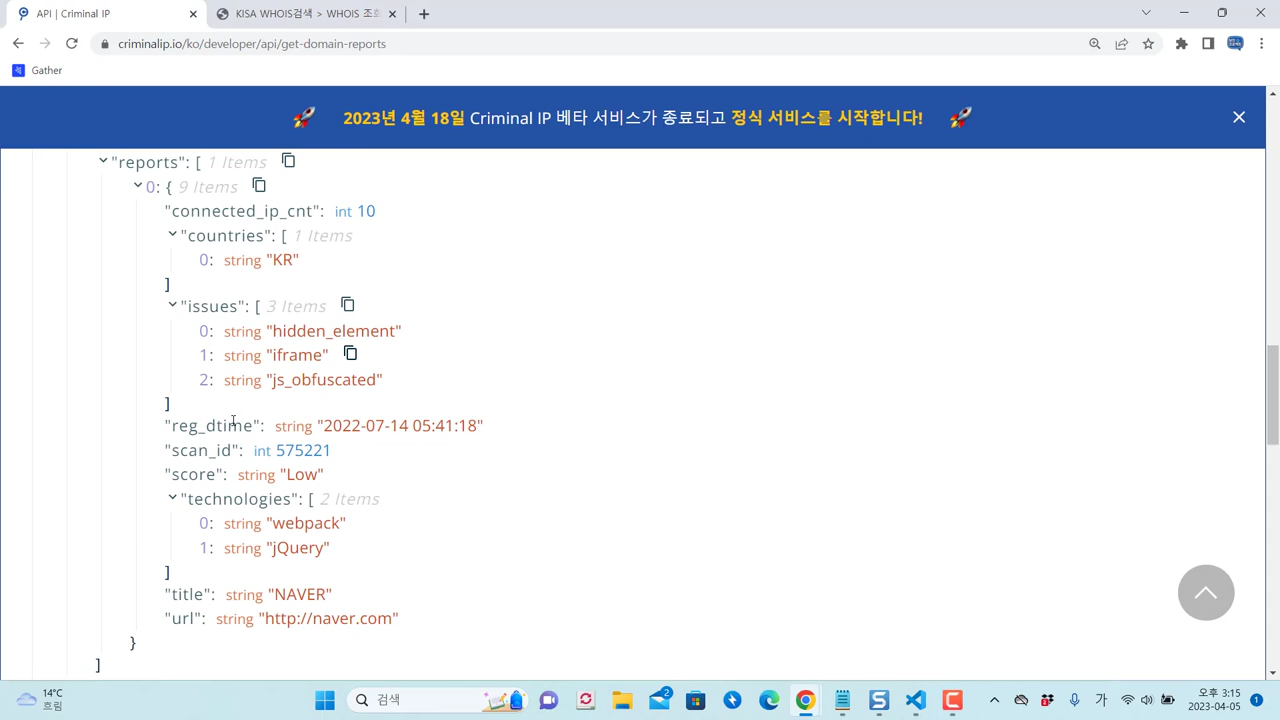 API | Criminal IP
KISA WHOIS검색 > WHOIS 조회
criminalip.io/ko/developer/api/get-domain-reports
Gather
2023년 4월 18일 Criminal IP 베타 서비스가 종료되고 정식 서비스를 시작합니다!
"reports": [ 1 Items
0: { 9 Items
"connected_ip_cnt": int 10
"countries": [ 1 Items
0: string "KR"
]
"issues": [ 3 Items
0: string "hidden_element"
1: string "iframe"
2: string "js_obfuscated"
]
"reg_dtime": string "2022-07-14 05:41:18"
"scan_id": int 575221
"score": string "Low"
"technologies": [ 2 Items
0: string "webpack"
1: string "jQuery"
]
"title": string "NAVER"
"url": string "http://naver.com"
}
]
14°C
흐림
검색
2
가
오후 3:15
2023-04-05
1